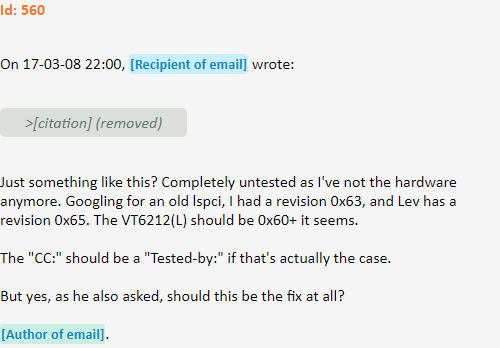 Id: 560
On 17-03-08 22:00, [Recipient of email] wrote:
>[citation] (removed)
Just something like this? Completely untested as I've not the hardware
anymore. Googling for an old lspci, I had a revision 0x63, and Lev has a
revision 0x65. The VT6212(L) should be 0x60+ it seems.
The "CC:" should be a "Tested-by:" if that's actually the case.
But yes, as he also asked, should this be the fix at all?
[Author of email].